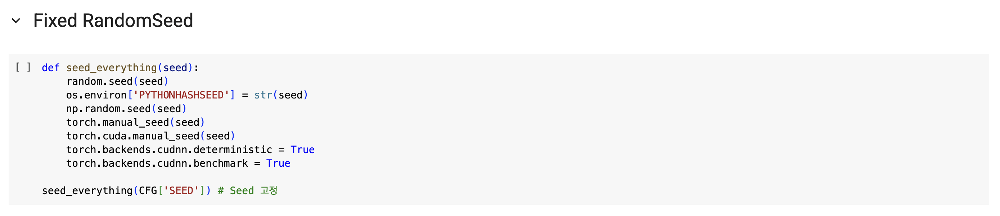 Fixed RandomSeed
[ ] def seed_everything(seed):
    random.seed(seed)
    os.environ['PYTHONHASHSEED'] = str(seed)
    np.random.seed(seed)
    torch.manual_seed(seed)
    torch.cuda.manual_seed(seed)
    torch.backends.cudnn.deterministic = True
    torch.backends.cudnn.benchmark = True
seed_everything(CFG['SEED']) # Seed 고정